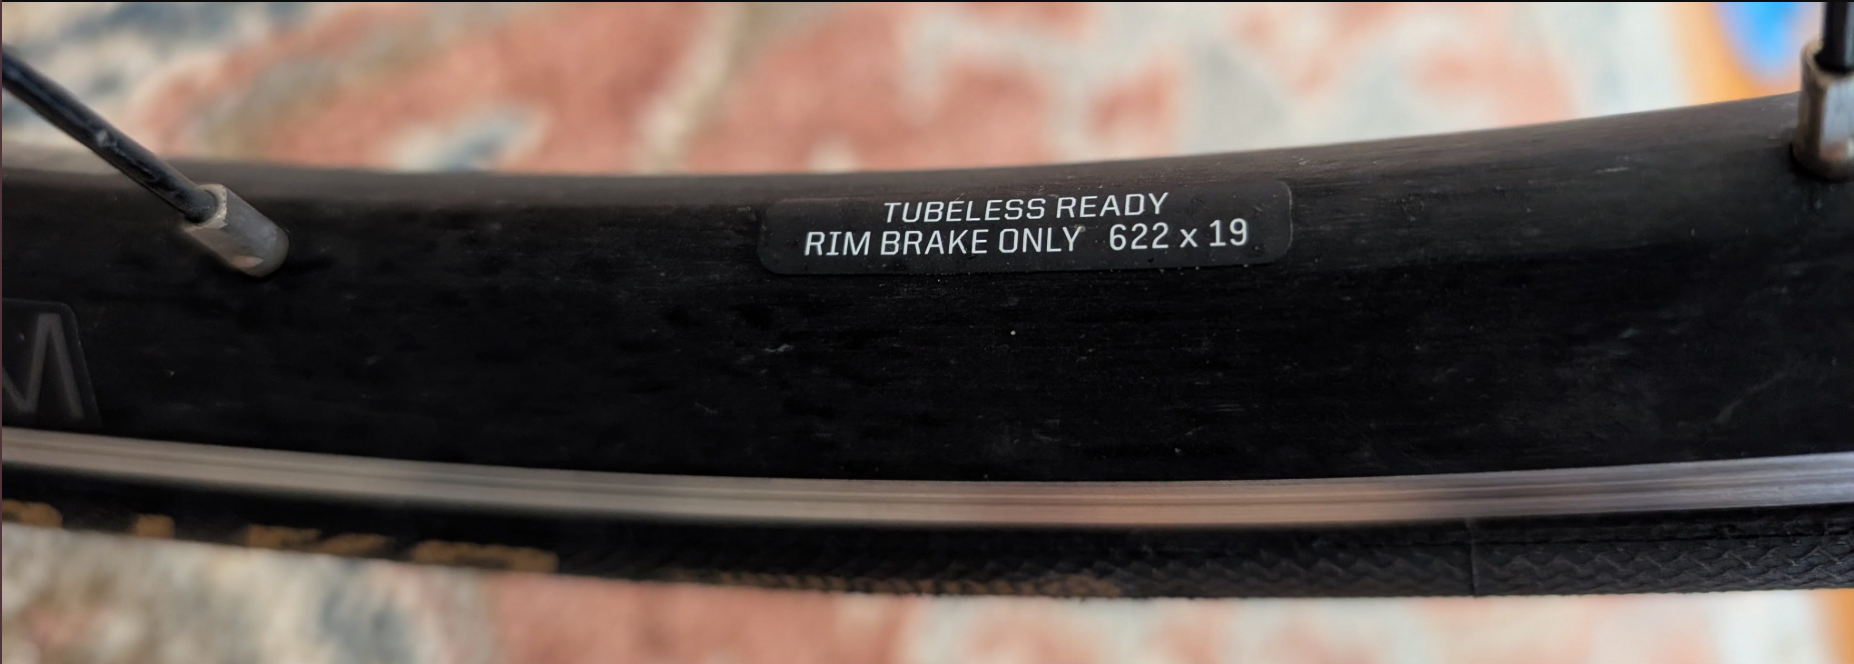 TUBELESS READY
RIM BRAKE ONLY 622 x 19